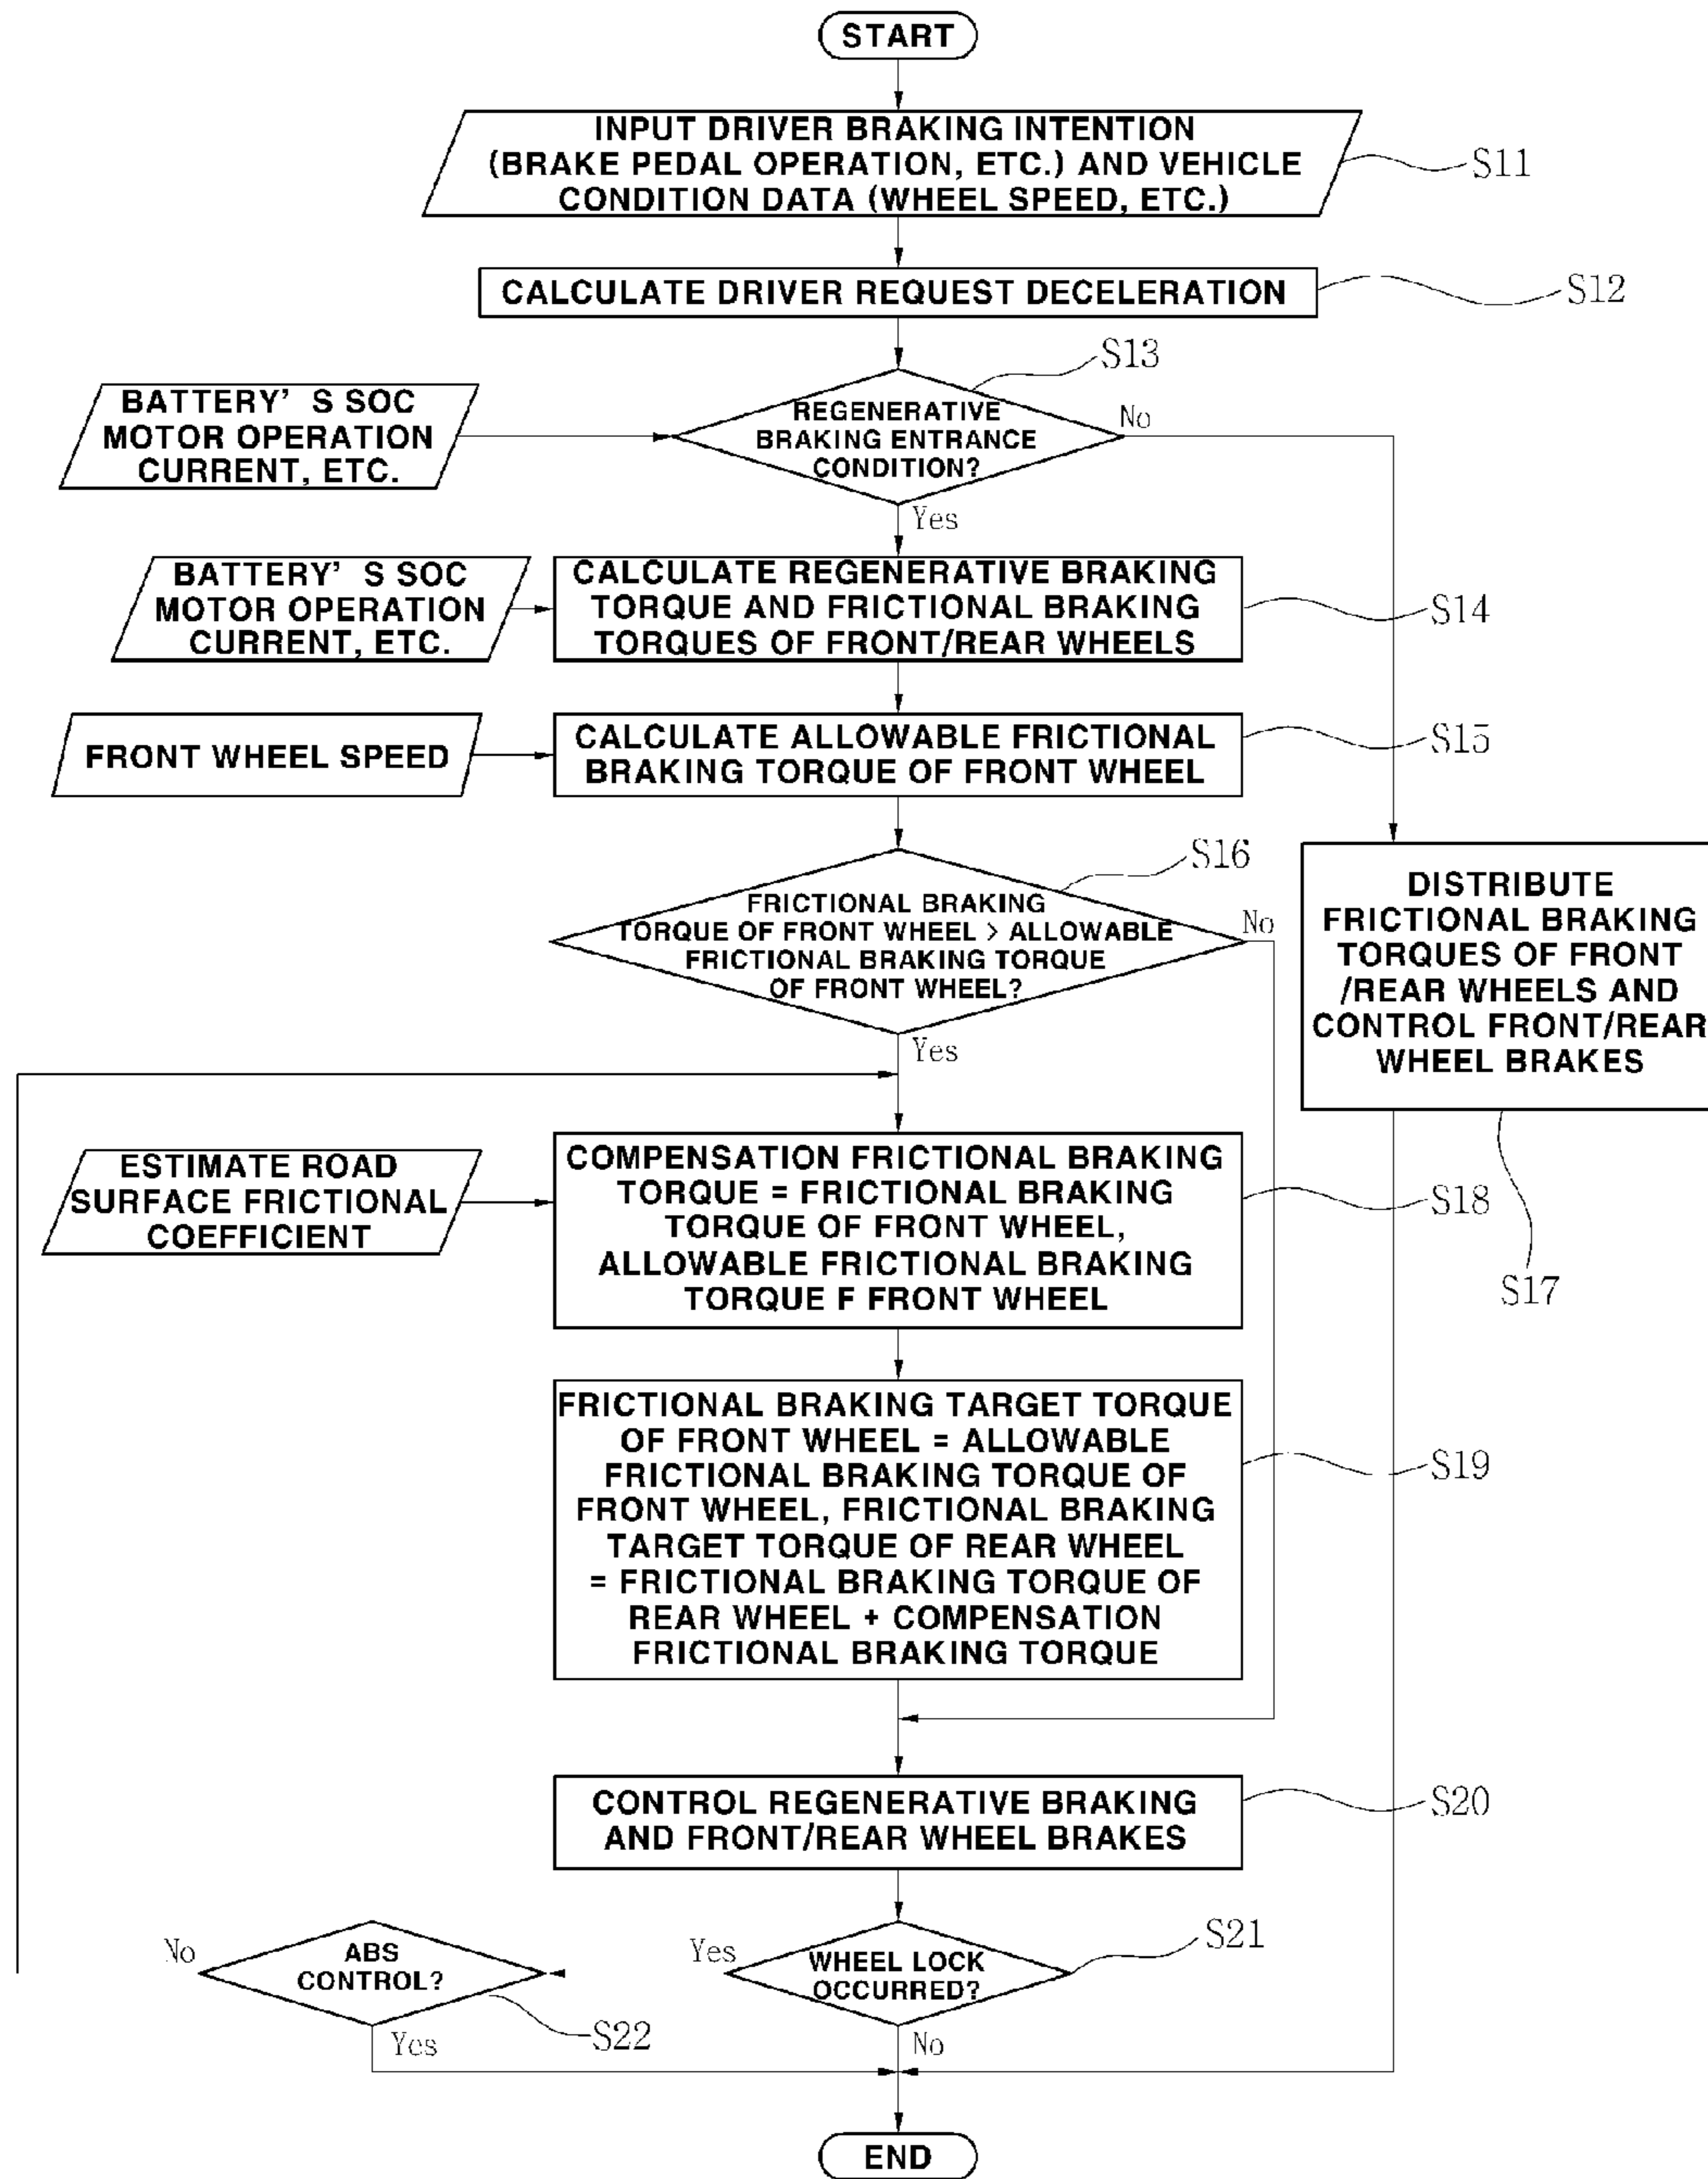 START
INPUT DRIVER BRAKING INTENTION
(BRAKE PEDAL OPERATION, ETC.) AND VEHICLE
CONDITION DATA (WHEEL SPEED, ETC.)
S11
CALCULATE DRIVER REQUEST DECELERATION
S12
S13
BATTERY' S SOC
MOTOR OPERATION
CURRENT, ETC.
REGENERATIVE
BRAKING ENTRANCE
CONDITION?
No
Yes
BATTERY' S SOC
MOTOR OPERATION
CURRENT, ETC.
CALCULATE REGENERATIVE BRAKING
TORQUE AND FRICTIONAL BRAKING
TORQUES OF FRONT/REAR WHEELS
S14
FRONT WHEEL SPEED
CALCULATE ALLOWABLE FRICTIONAL
BRAKING TORQUE OF FRONT WHEEL
S15
S16
FRICTIONAL BRAKING
TORQUE OF FRONT WHEEL > ALLOWABLE
FRICTIONAL BRAKING TORQUE
OF FRONT WHEEL?
No
Yes
DISTRIBUTE
FRICTIONAL BRAKING
TORQUES OF FRONT
/REAR WHEELS AND
CONTROL FRONT/REAR
WHEEL BRAKES
S17
ESTIMATE ROAD
SURFACE FRICTIONAL
COEFFICIENT
COMPENSATION FRICTIONAL BRAKING
TORQUE = FRICTIONAL BRAKING
TORQUE OF FRONT WHEEL,
ALLOWABLE FRICTIONAL BRAKING
TORQUE F FRONT WHEEL
S18
FRICTIONAL BRAKING TARGET TORQUE
OF FRONT WHEEL = ALLOWABLE
FRICTIONAL BRAKING TORQUE OF
FRONT WHEEL, FRICTIONAL BRAKING
TARGET TORQUE OF REAR WHEEL
= FRICTIONAL BRAKING TORQUE OF
REAR WHEEL + COMPENSATION
FRICTIONAL BRAKING TORQUE
S19
CONTROL REGENERATIVE BRAKING
AND FRONT/REAR WHEEL BRAKES
S20
No
ABS
CONTROL?
Yes
S22
Yes
WHEEL LOCK
OCCURRED?
S21
No
END